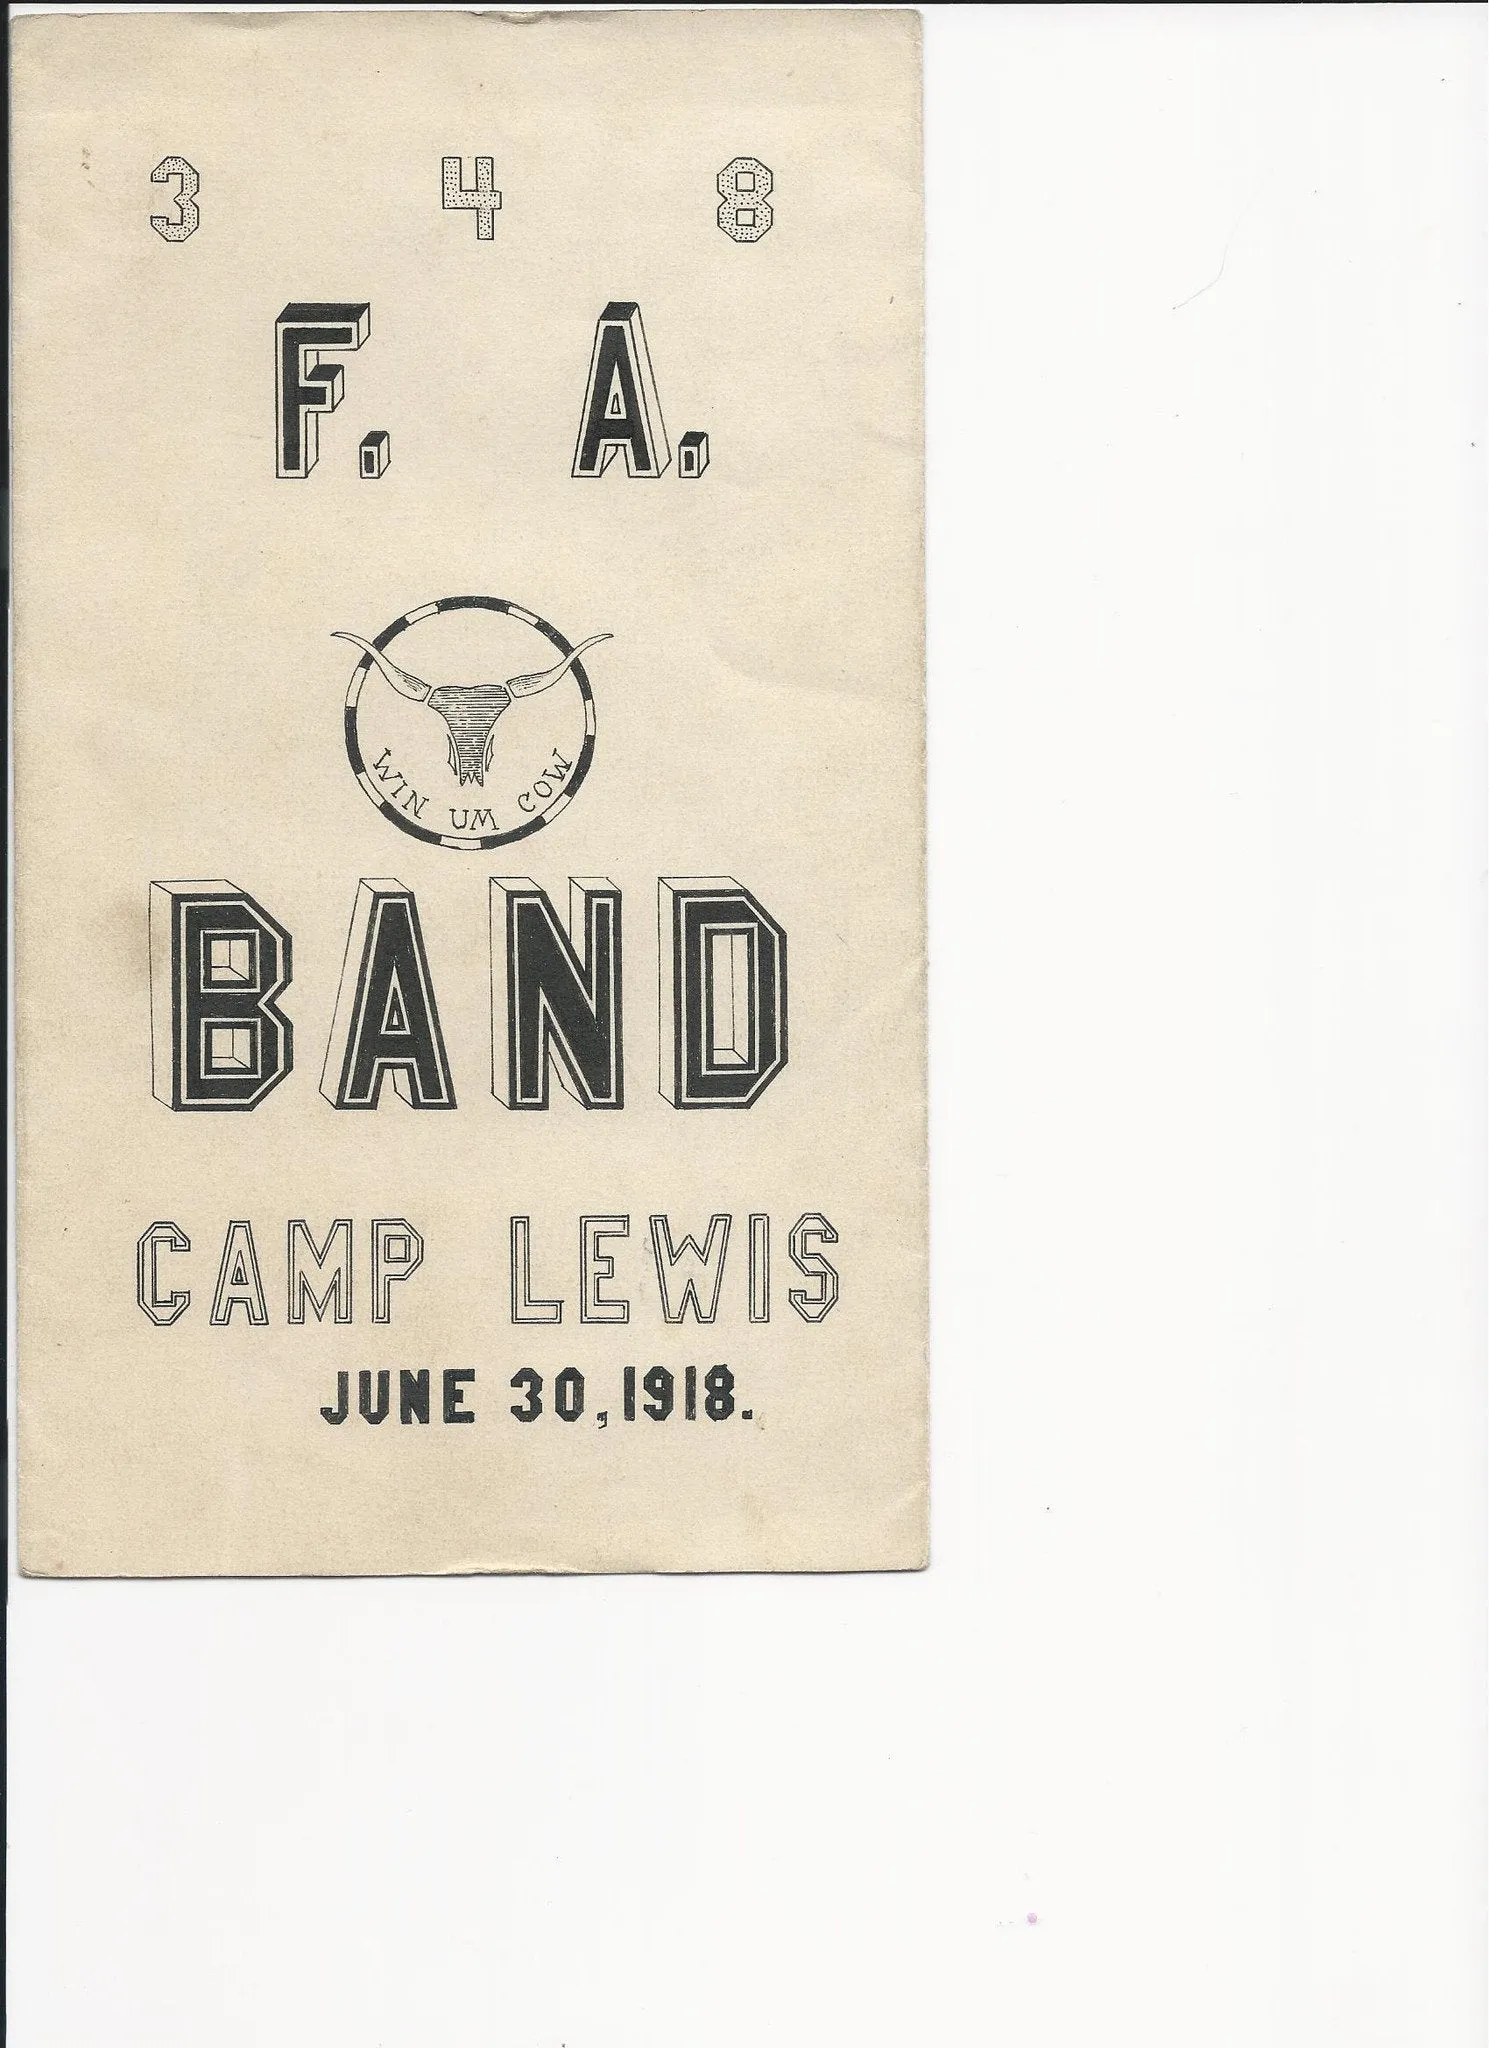 3 4 8
F. A.
WIN UM COW
BAND
CAMP LEWIS
JUNE 30, 1918.